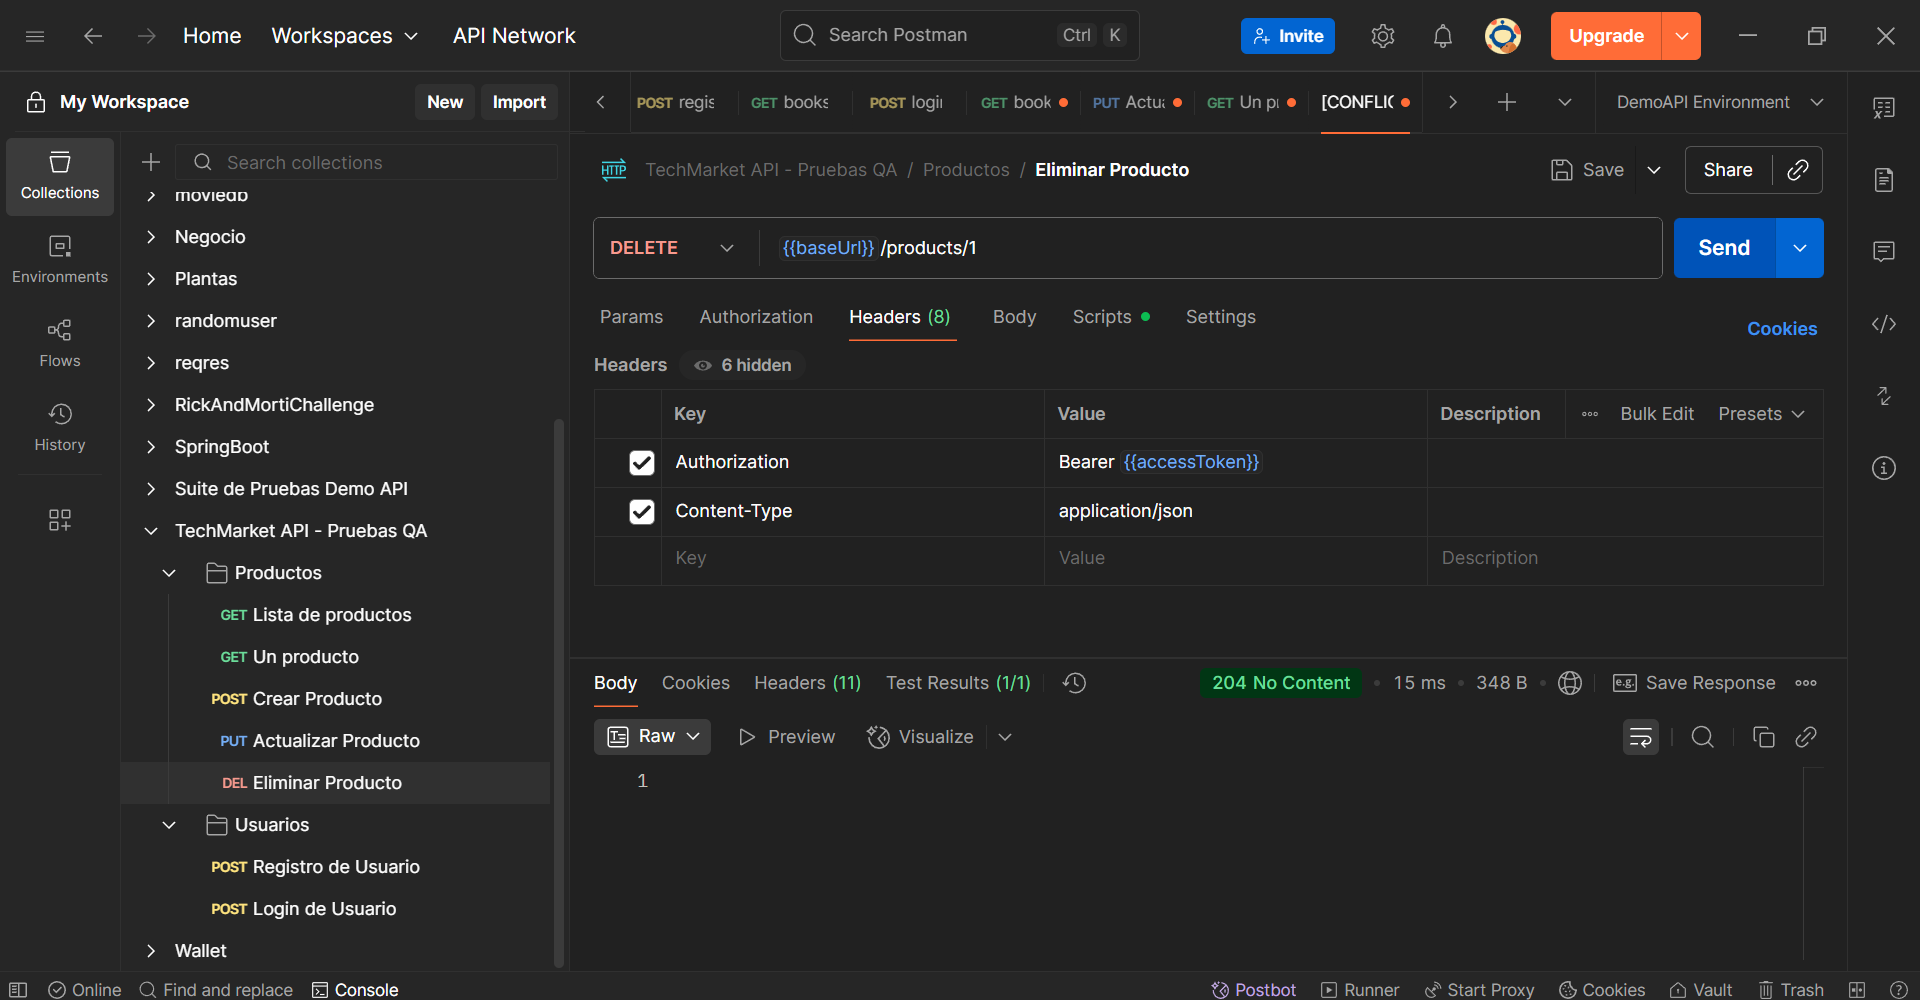 Home
Workspaces
API Network
Search Postman
Ctrl K
Invite
Upgrade
My Workspace
New
Import
POST regis
GET books
POST logi
GET book
PUT Actu
GET Un p
[CONFLIC
DemoAPI Environment
Collections
Environments
Flows
History
Search collections
moviedb
Negocio
Plantas
randomuser
reqres
RickAndMortiChallenge
SpringBoot
Suite de Pruebas Demo API
TechMarket API - Pruebas QA
Productos
GET Lista de productos
GET Un producto
POST Crear Producto
PUT Actualizar Producto
DEL Eliminar Producto
Usuarios
POST Registro de Usuario
POST Login de Usuario
Wallet
HTTP TechMarket API - Pruebas QA / Productos / Eliminar Producto
Save
Share
DELETE
{{baseUrl}} /products/1
Send
Params
Authorization
Headers (8)
Body
Scripts
Settings
Cookies
Headers
6 hidden
Key
Value
Description
Bulk Edit
Presets
Authorization
Bearer {{accessToken}}
Content-Type
application/json
Key
Value
Description
Body
Cookies
Headers (11)
Test Results (1/1)
204 No Content
15 ms
348 B
e.g. Save Response
Raw
Preview
Visualize
1
Online
Find and replace
Console
Postbot
Runner
Start Proxy
Cookies
Vault
Trash